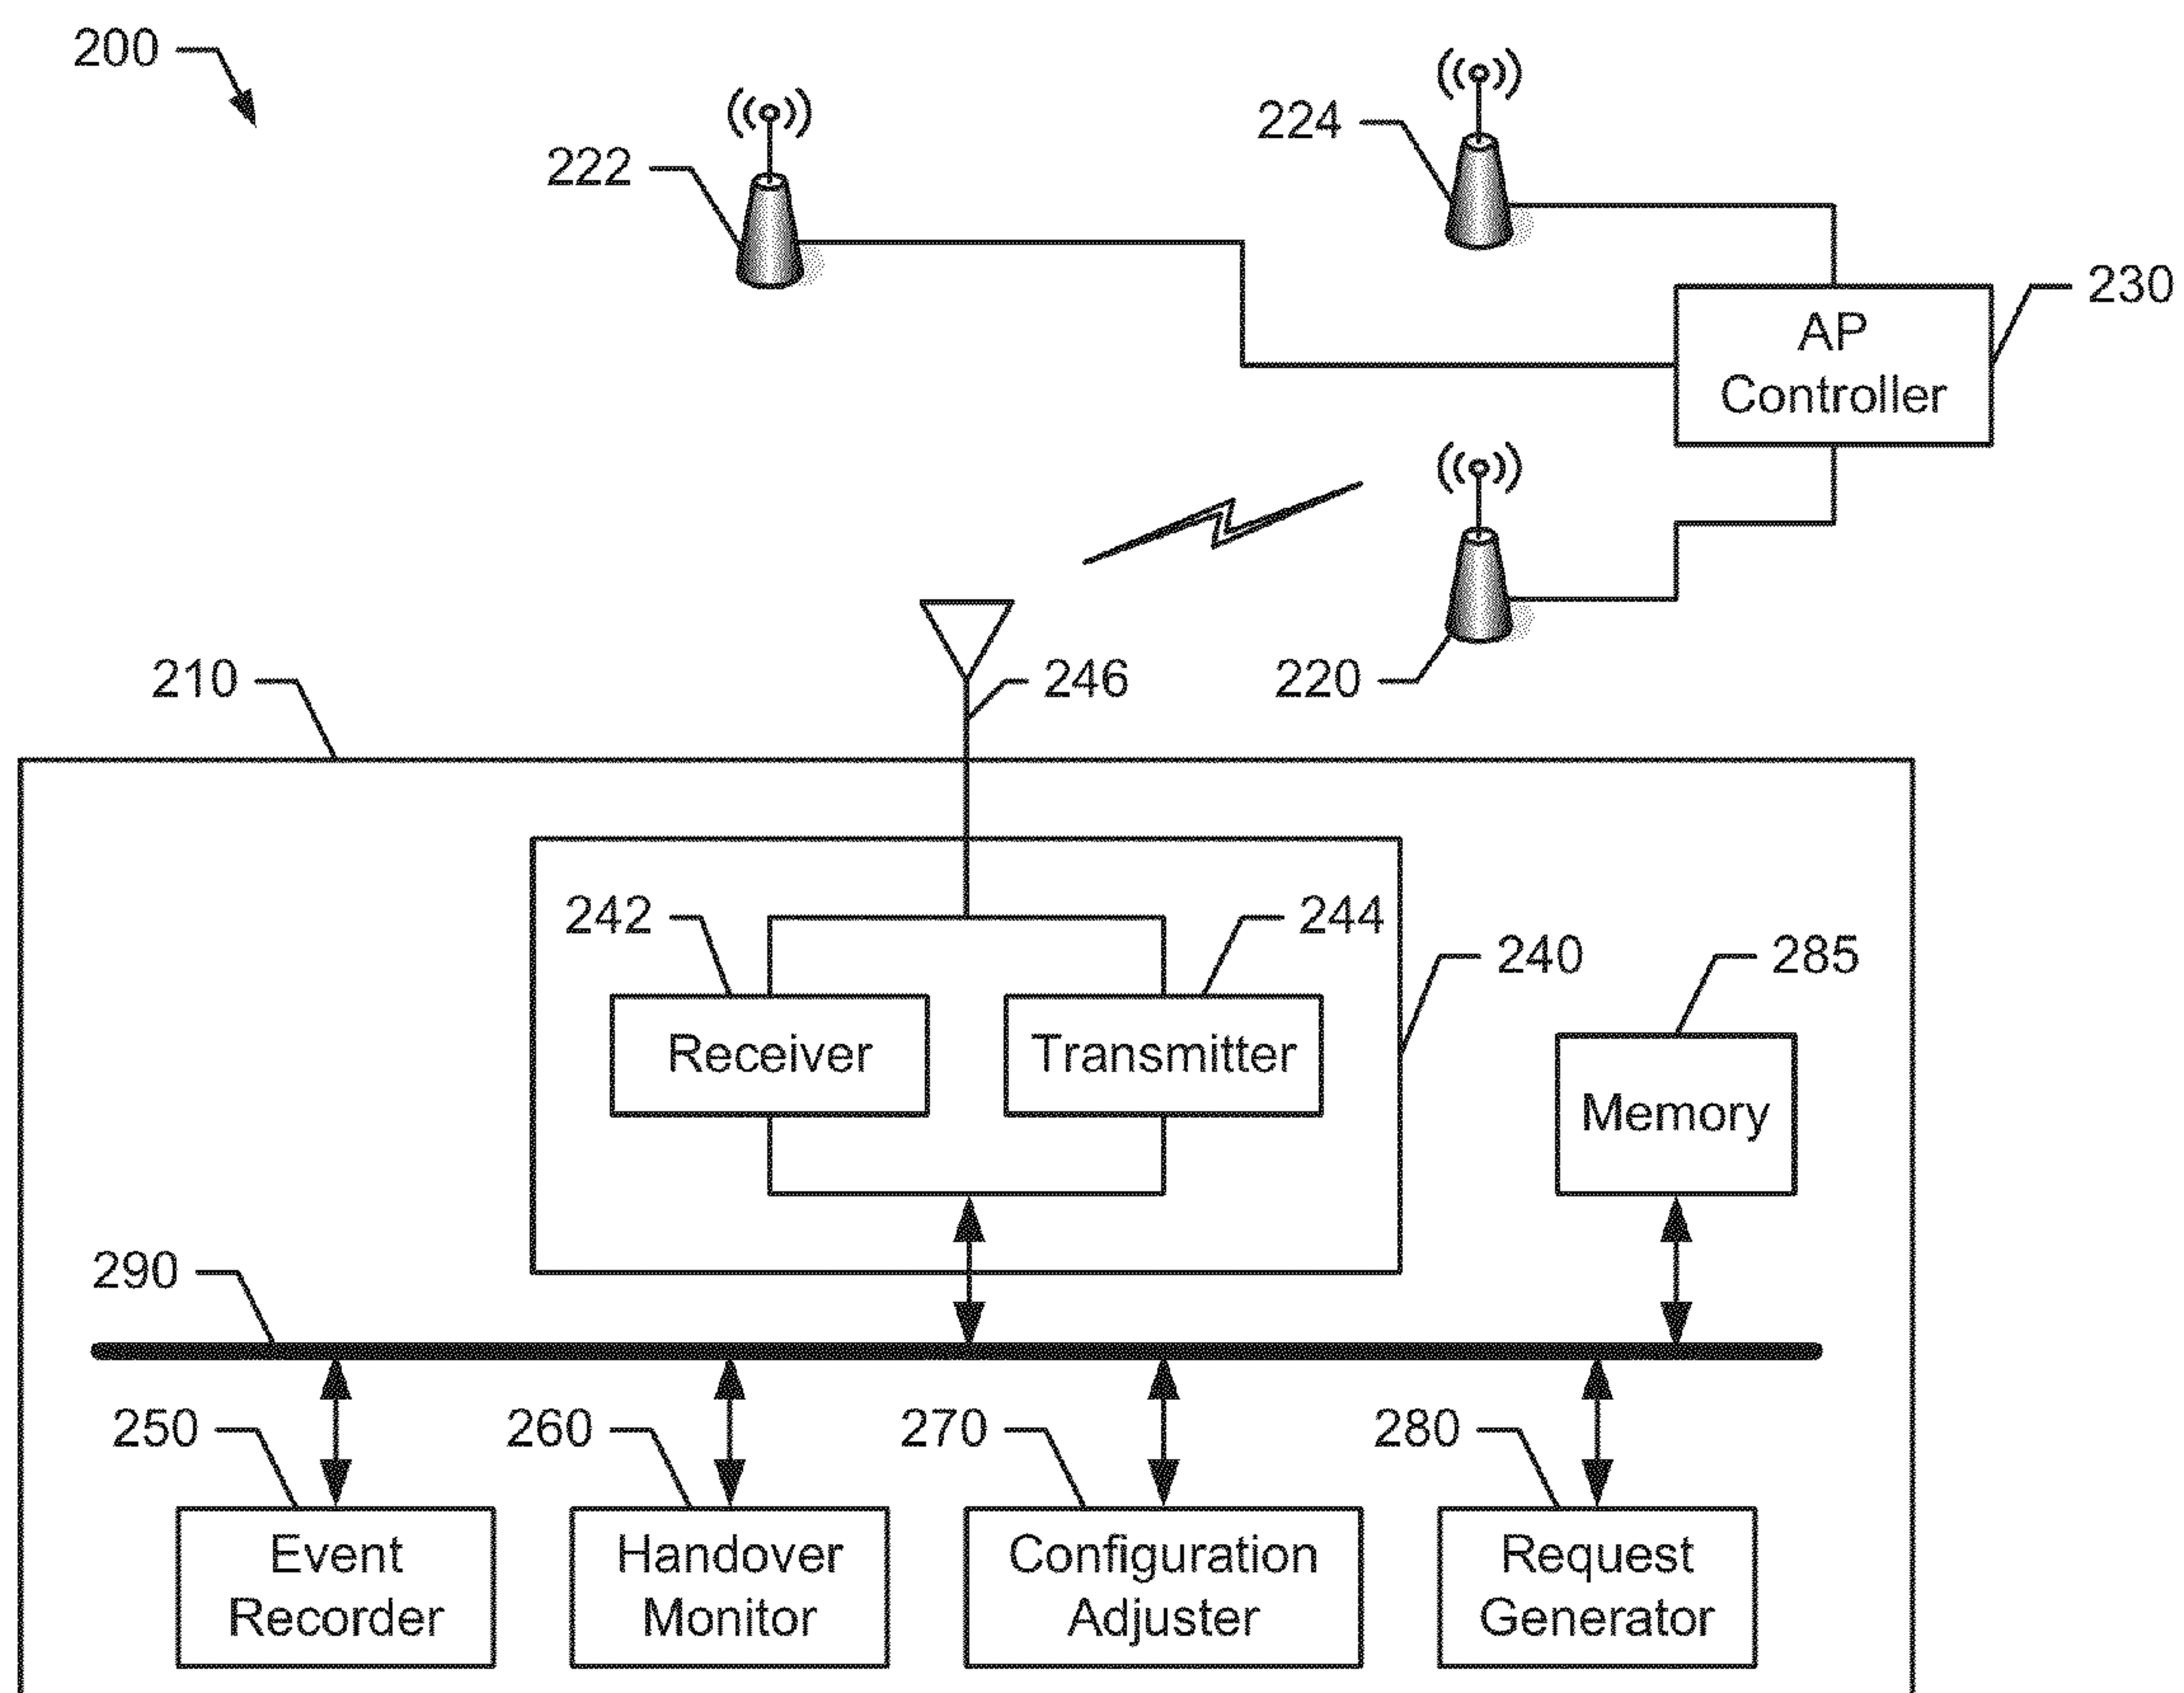 200
222
224
230
AP
Controller
210
246
220
242
244
240
285
Receiver
Transmitter
Memory
290
250
260
270
280
Event
Recorder
Handover
Monitor
Configuration
Adjuster
Request
Generator